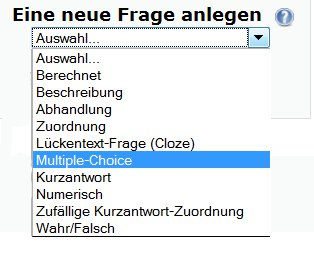 Eine neue Frage anlegen
Auswahl...
Auswahl...
Berechnet
Beschreibung
Abhandlung
Zuordnung
Lückentext-Frage (Cloze)
Multiple-Choice
Kurzantwort
Numerisch
Zufällige Kurzantwort-Zuordnung
Wahr/Falsch